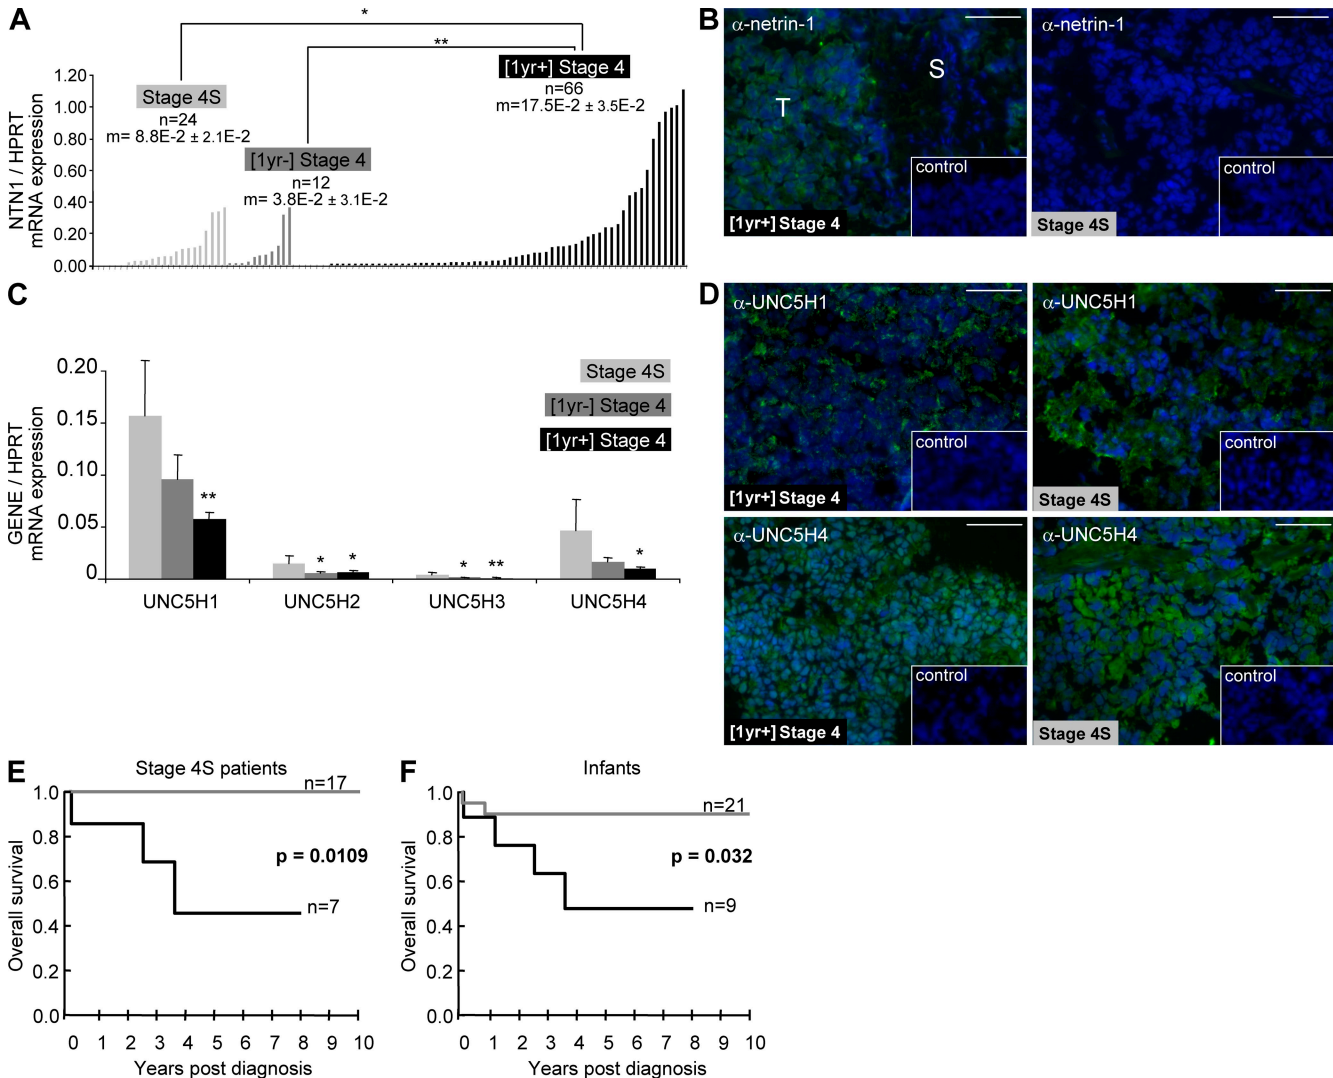 A
*
**
NTN1 / HPRT
mRNA expression
1.20
1.00
0.80
0.60
0.40
0.20
0.00
Stage 4S
n=24
m= 8.8E-2 ± 2.1E-2
[1yr-] Stage 4
n=12
m= 3.8E-2 ± 3.1E-2
[1yr+] Stage 4
n=66
m=17.5E-2 ± 3.5E-2
B
α-netrin-1
T
S
control
[1yr+] Stage 4
α-netrin-1
control
Stage 4S
C
GENE / HPRT
mRNA expression
0.20
0.15
0.10
0.05
0
Stage 4S
[1yr-] Stage 4
[1yr+] Stage 4
**
* *
* **
*
UNC5H1 UNC5H2 UNC5H3 UNC5H4
D
α-UNC5H1
control
[1yr+] Stage 4
α-UNC5H1
control
Stage 4S
α-UNC5H4
control
[1yr+] Stage 4
α-UNC5H4
control
Stage 4S
E
Stage 4S patients
Overall survival
1.0
0.8
0.6
0.4
0.2
0.0
n=17
p = 0.0109
n=7
0 1 2 3 4 5 6 7 8 9 10
Years post diagnosis
F
Infants
Overall survival
1.0
0.8
0.6
0.4
0.2
0.0
n=21
p = 0.032
n=9
0 1 2 3 4 5 6 7 8 9 10
Years post diagnosis